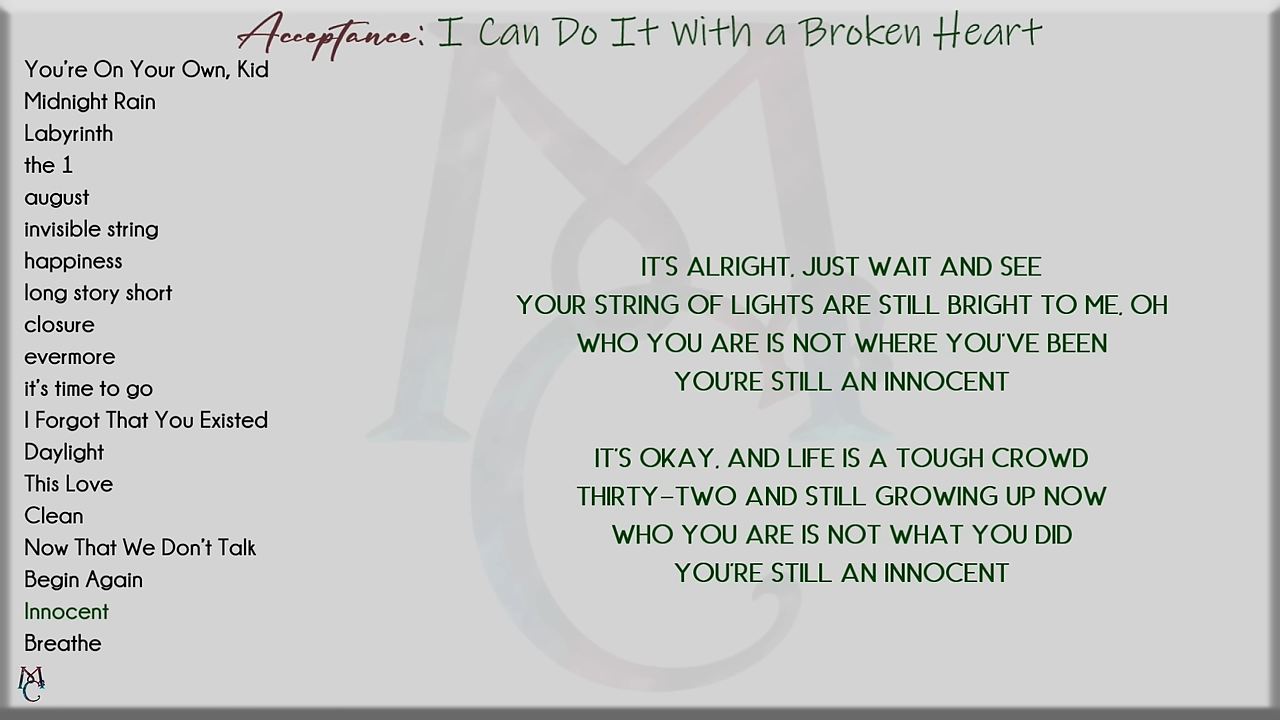 Acceptance: I Can Do It With a Broken Heart
You're On Your Own, Kid
Midnight Rain
Labyrinth
the 1
august
invisible string
happiness
long story short
closure
evermore
it's time to go
I Forgot That You Existed
Daylight
This Love
Clean
Now That We Don't Talk
Begin Again
Innocent
Breathe
IT'S ALRIGHT, JUST WAIT AND SEE
YOUR STRING OF LIGHTS ARE STILL BRIGHT TO ME, OH
WHO YOU ARE IS NOT WHERE YOU'VE BEEN
YOU'RE STILL AN INNOCENT
IT'S OKAY, AND LIFE IS A TOUGH CROWD
THIRTY-TWO AND STILL GROWING UP NOW
WHO YOU ARE IS NOT WHAT YOU DID
YOU'RE STILL AN INNOCENT